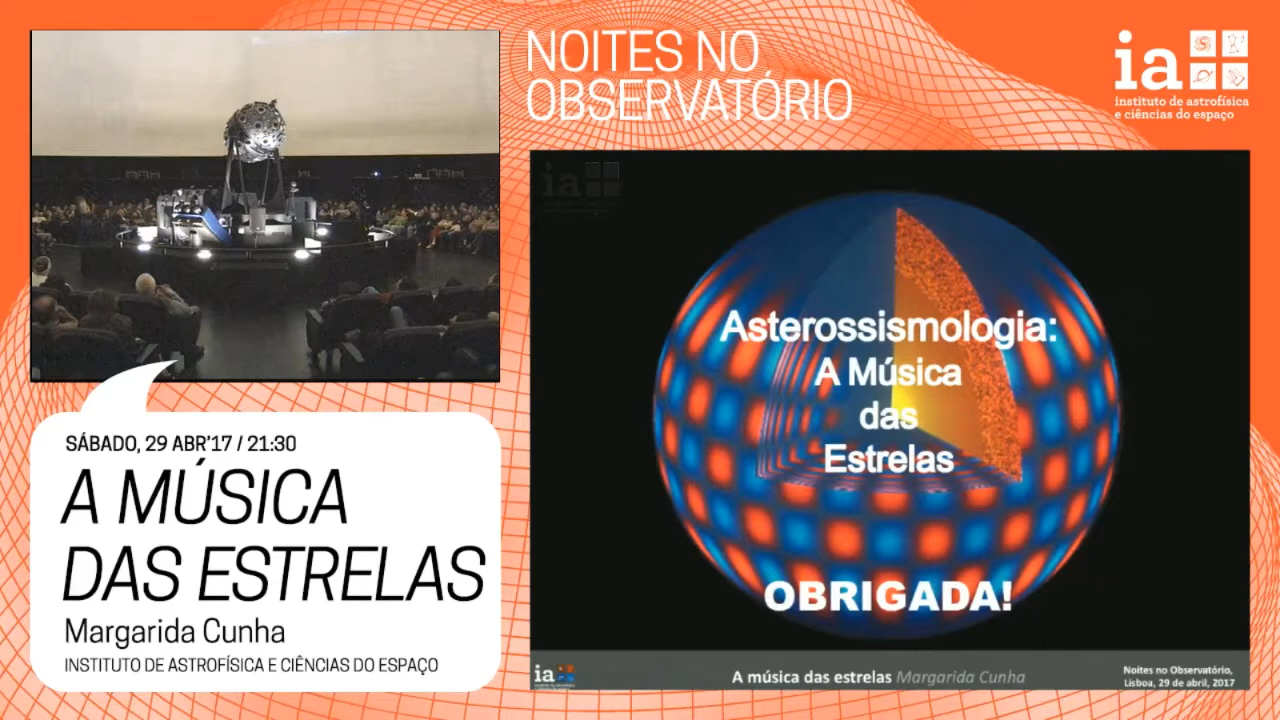 NOITES NO
OBSERVATÓRIO
ia
instituto de astrofísica
e ciências do espaço
SÁBADO, 29 ABR'17 / 21:30
A MÚSICA
DAS ESTRELAS
Margarida Cunha
INSTITUTO DE ASTROFÍSICA E CIÊNCIAS DO ESPAÇO
ia
Asterossismologia:
A Música
das
Estrelas
OBRIGADA!
ia
A música das estrelas Margarida Cunha
Noites no Observatório,
Lisboa, 29 de abril, 2017